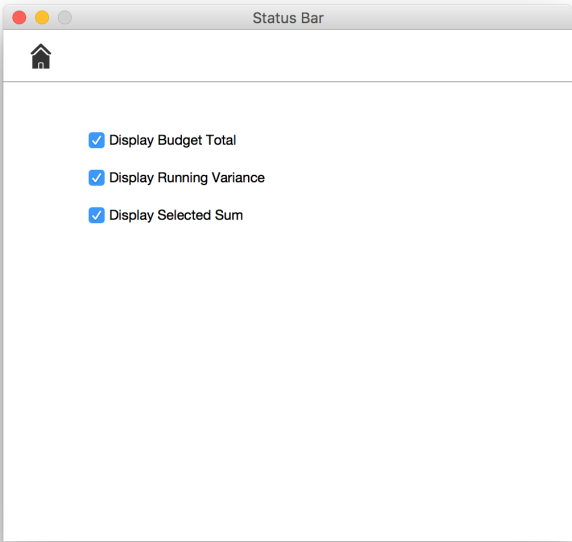 Status Bar
Display Budget Total
Display Running Variance
Display Selected Sum